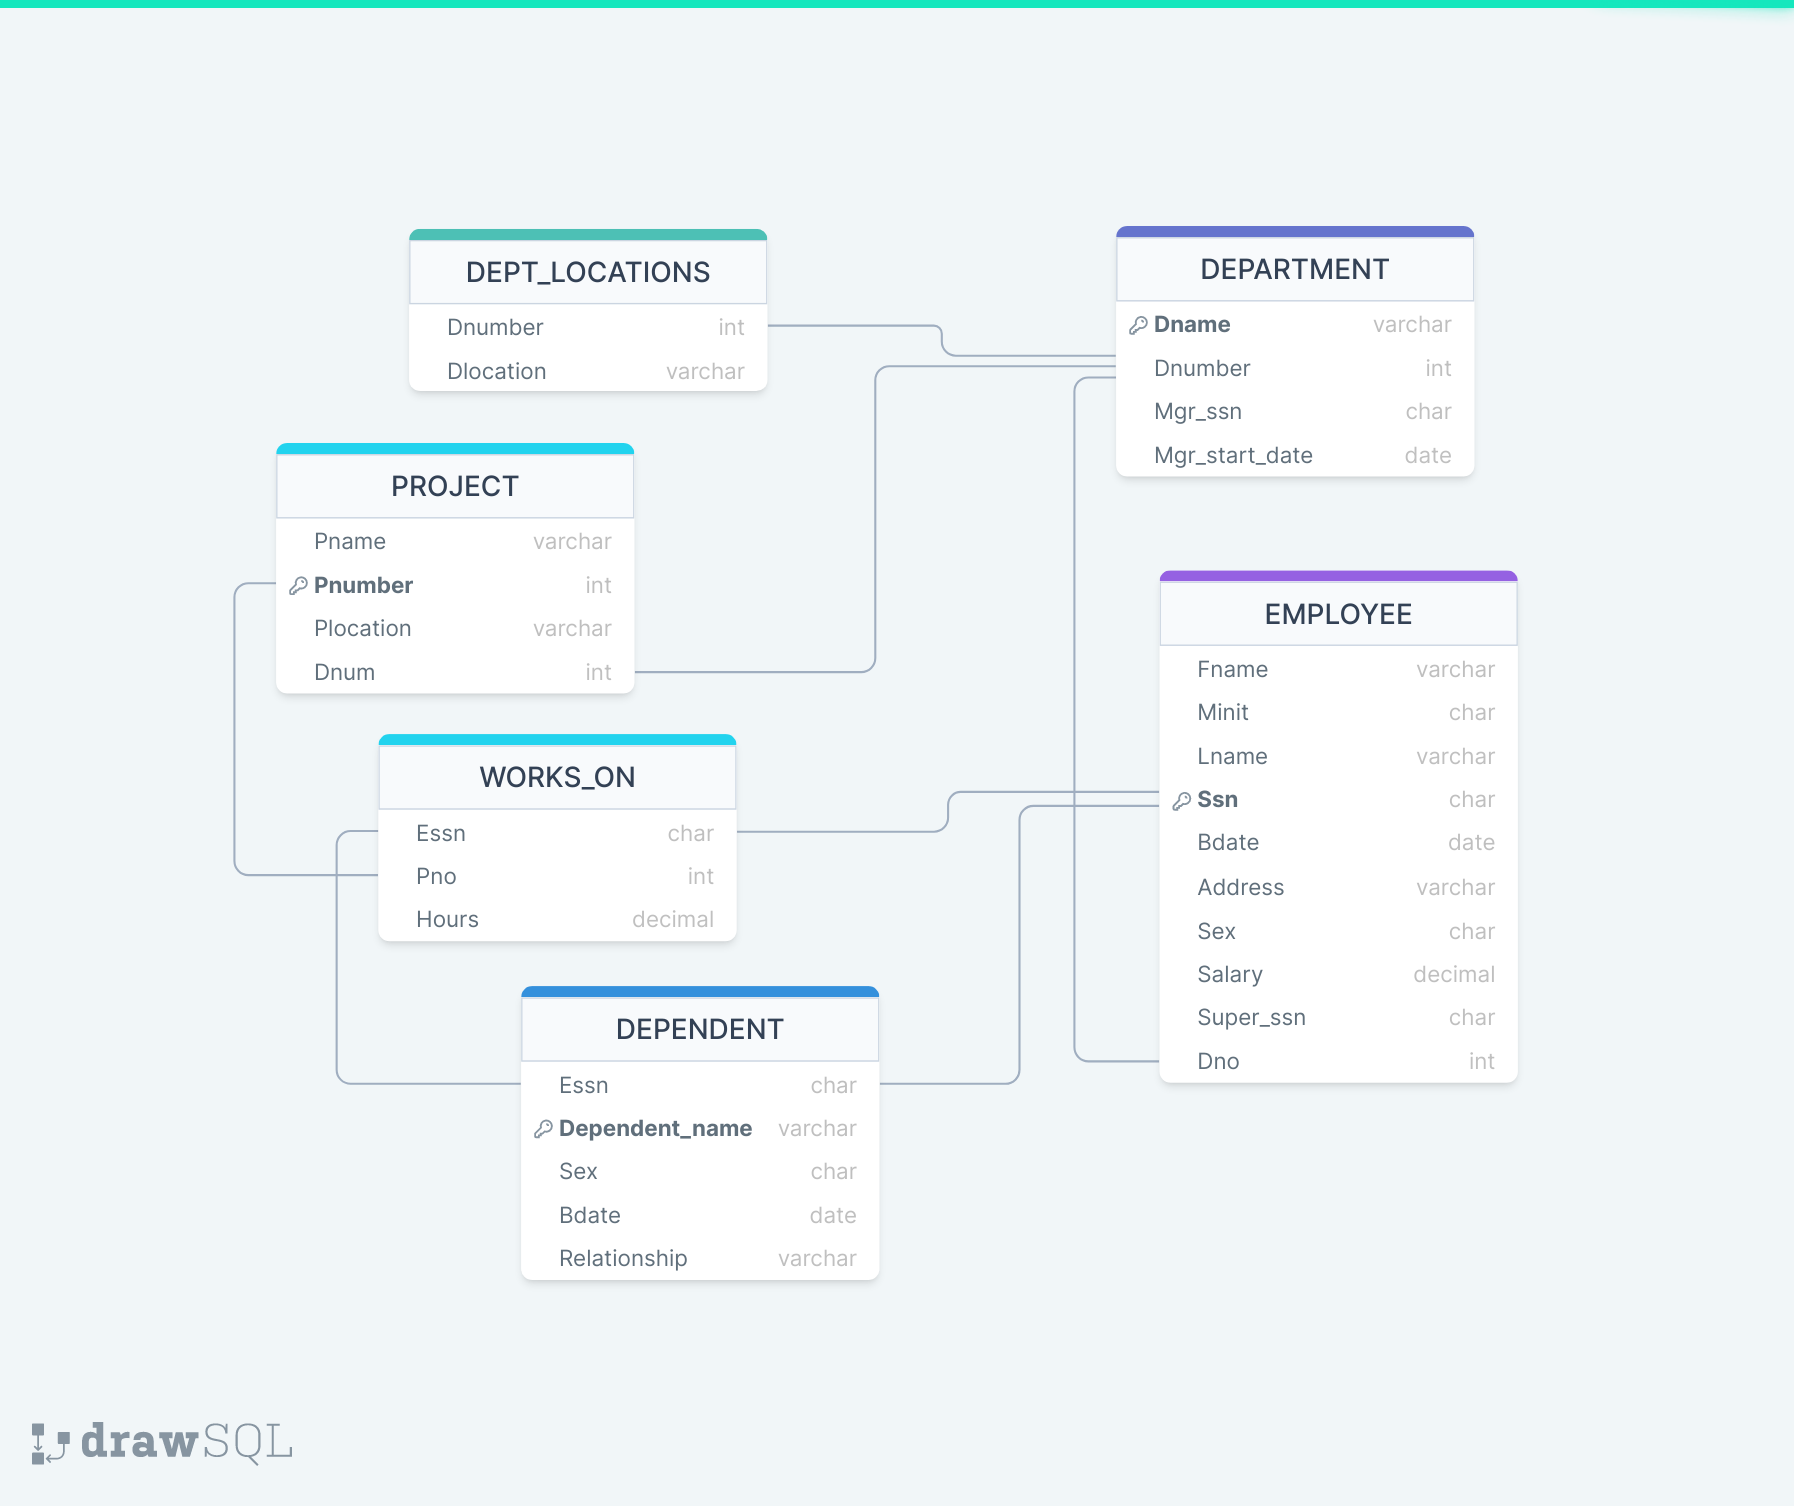 DEPT_LOCATIONS
Dnumber int
Dlocation varchar
DEPARTMENT
Dname varchar
Dnumber int
Mgr_ssn char
Mgr_start_date date
PROJECT
Pname varchar
Pnumber int
Plocation varchar
Dnum int
EMPLOYEE
Fname varchar
Minit char
Lname varchar
Ssn char
Bdate date
Address varchar
Sex char
Salary decimal
Super_ssn char
Dno int
WORKS_ON
Essn char
Pno int
Hours decimal
DEPENDENT
Essn char
Dependent_name varchar
Sex char
Bdate date
Relationship varchar
drawSQL